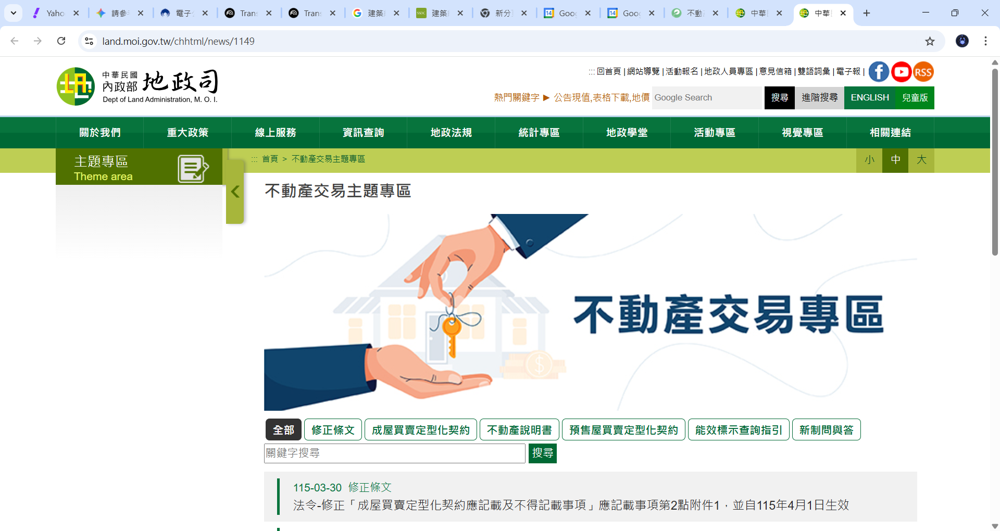 Yaho
請參考
電子公
Trans
Trans
建築
建築
新分頁
Goog
Goog
不動產
中華民
中華民
land.moi.gov.tw/chhtml/news/1149
中華民國
內政部 地政司
Dept of Land Administration, M. O. I.
::: 回首頁 | 網站導覽 | 活動報名 | 地政人員專區 | 意見信箱 | 雙語詞彙 | 電子報 |
RSS
熱門關鍵字 ▶ 公告現值,表格下載,地價 Google Search 搜尋 進階搜尋 ENGLISH 兒童版
關於我們 重大政策 線上服務 資訊查詢 地政法規 統計專區 地政學堂 活動專區 視覺專區 相關連結
主題專區
Theme area
::: 首頁 > 不動產交易主題專區
小 中 大
不動產交易主題專區
不動產交易專區
全部 修正條文 成屋買賣定型化契約 不動產說明書 預售屋買賣定型化契約 能效標示查詢指引 新制問與答
關鍵字搜尋 搜尋
115-03-30 修正條文
法令-修正「成屋買賣定型化契約應記載及不得記載事項」應記載事項第2點附件1，並自115年4月1日生效